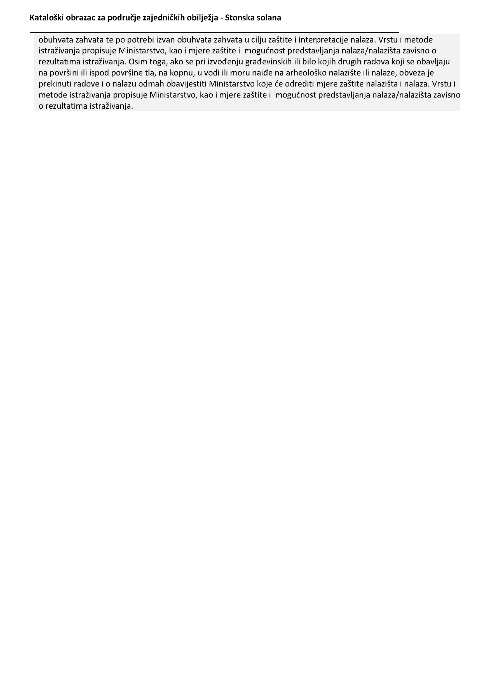 Kataloški obrazac za područje zajedničkih obilježja - Stonska solana
obuhvata zahvata te po potrebi izvan obuhvata zahvata u cilju zaštite i interpretacije nalaza. Vrstu i metode
istraživanja propisuje Ministarstvo, kao i mjere zaštite i  mogućnost predstavljanja nalaza/nalazišta zavisno o
rezultatima istraživanja. Osim toga, ako se pri izvođenju građevinskih ili bilo kojih drugih radova koji se obavljaju
na površini ili ispod površine tla, na kopnu, u vodi ili moru naiđe na arheološko nalazište ili nalaze, obveza je
prekinuti radove i o nalazu odmah obavijestiti Ministarstvo koje će odrediti mjere zaštite nalazišta i nalaza. Vrstu i
metode istraživanja propisuje Ministarstvo, kao i mjere zaštite i  mogućnost predstavljanja nalaza/nalazišta zavisno
o rezultatima istraživanja.